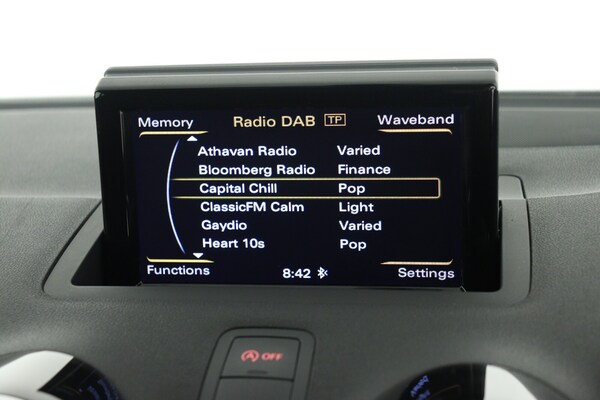 Memory Radio DAB TP Waveband
Athavan Radio Varied
Bloomberg Radio Finance
Capital Chill Pop
ClassicFM Calm Light
Gaydio Varied
Heart 10s Pop
Functions 8:42 Settings
A OFF